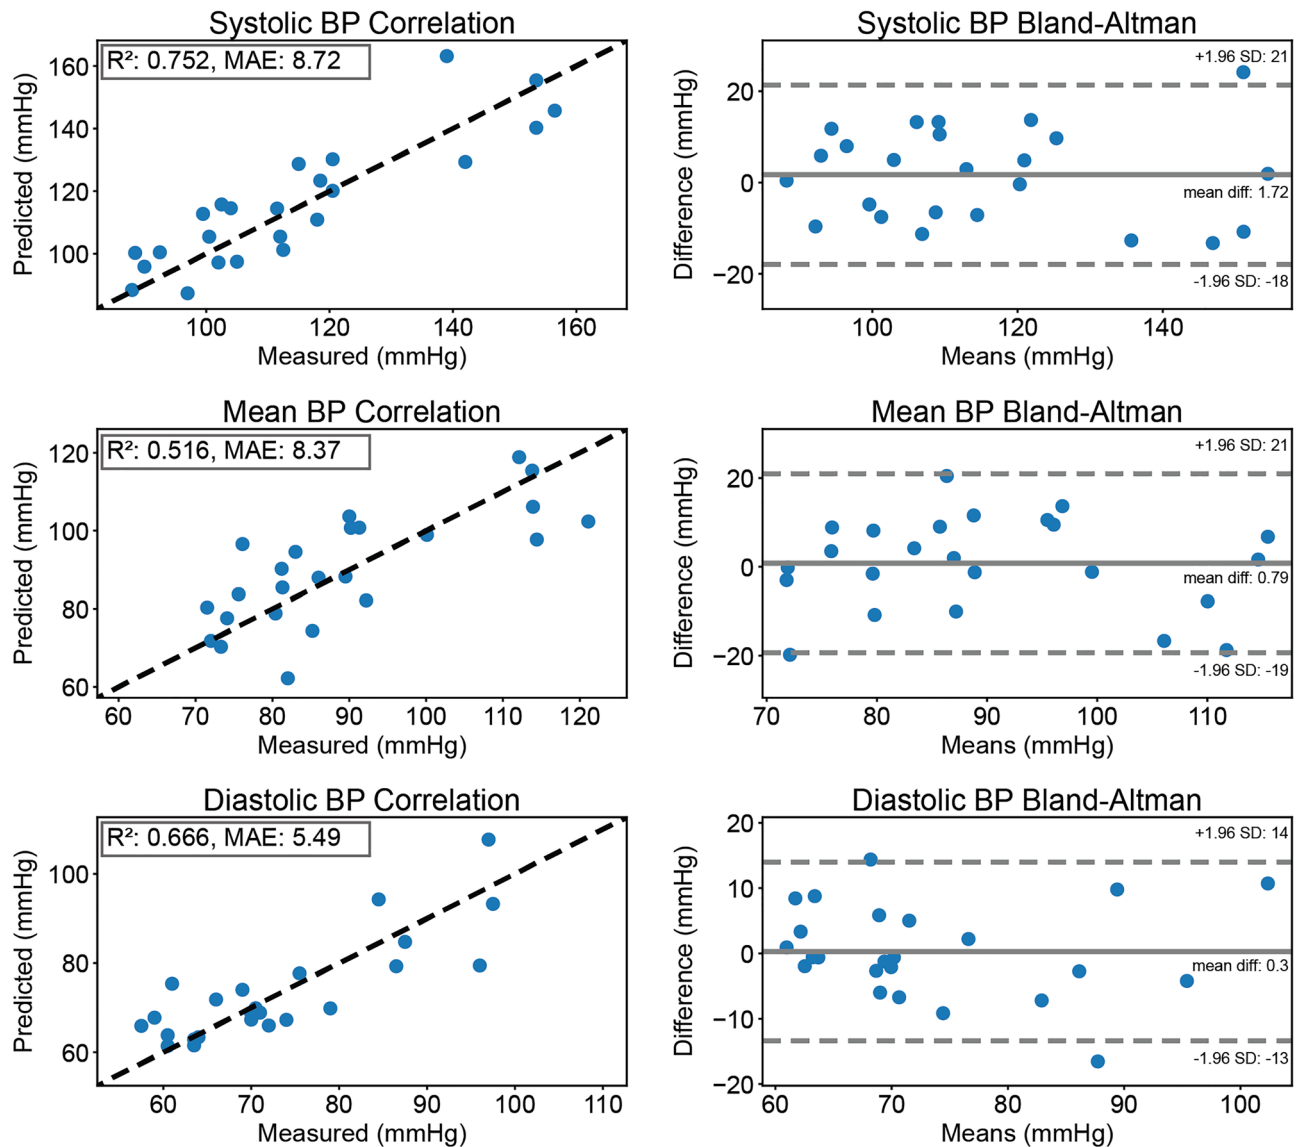 Systolic BP Correlation
R²: 0.752, MAE: 8.72
Predicted (mmHg)
160
140
120
100
100 120 140 160
Measured (mmHg)
Systolic BP Bland-Altman
+1.96 SD: 21
Difference (mmHg)
20
0
−20
mean diff: 1.72
-1.96 SD: -18
100 120 140
Means (mmHg)
Mean BP Correlation
R²: 0.516, MAE: 8.37
Predicted (mmHg)
120
100
80
60
60 70 80 90 100 110 120
Measured (mmHg)
Mean BP Bland-Altman
+1.96 SD: 21
Difference (mmHg)
20
0
−20
mean diff: 0.79
-1.96 SD: -19
70 80 90 100 110
Means (mmHg)
Diastolic BP Correlation
R²: 0.666, MAE: 5.49
Predicted (mmHg)
100
80
60
60 70 80 90 100 110
Measured (mmHg)
Diastolic BP Bland-Altman
+1.96 SD: 14
Difference (mmHg)
20
10
0
−10
−20
mean diff: 0.3
-1.96 SD: -13
60 70 80 90 100
Means (mmHg)